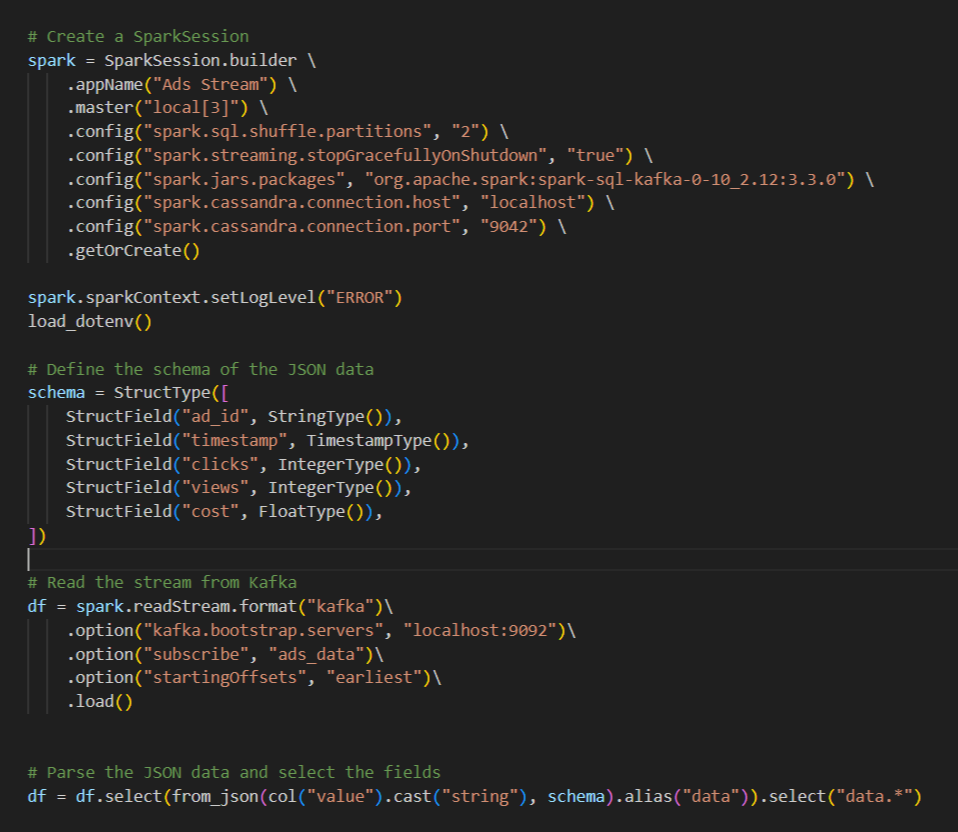 # Create a SparkSession
spark = SparkSession.builder \
    .appName("Ads Stream") \
    .master("local[3]") \
    .config("spark.sql.shuffle.partitions", "2") \
    .config("spark.streaming.stopGracefullyOnShutdown", "true") \
    .config("spark.jars.packages", "org.apache.spark:spark-sql-kafka-0-10_2.12:3.3.0") \
    .config("spark.cassandra.connection.host", "localhost") \
    .config("spark.cassandra.connection.port", "9042") \
    .getOrCreate()

spark.sparkContext.setLogLevel("ERROR")
load_dotenv()

# Define the schema of the JSON data
schema = StructType([
    StructField("ad_id", StringType()),
    StructField("timestamp", TimestampType()),
    StructField("clicks", IntegerType()),
    StructField("views", IntegerType()),
    StructField("cost", FloatType()),
])

# Read the stream from Kafka
df = spark.readStream.format("kafka")\
    .option("kafka.bootstrap.servers", "localhost:9092")\
    .option("subscribe", "ads_data")\
    .option("startingOffsets", "earliest")\
    .load()


# Parse the JSON data and select the fields
df = df.select(from_json(col("value").cast("string"), schema).alias("data")).select("data.*")